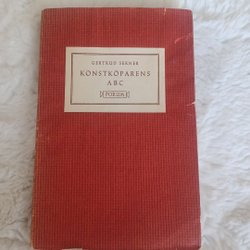 GERTRUD SERNER
KONSTKÖPARENS
ABC
FORUM